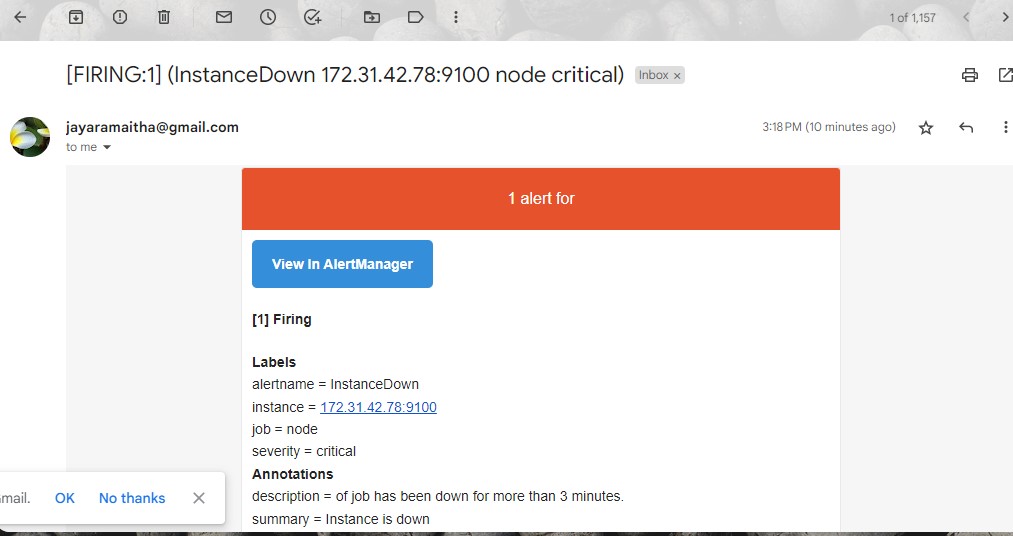 1 of 1,157
[FIRING:1] (InstanceDown 172.31.42.78:9100 node critical) Inbox ×
jayaramaitha@gmail.com 3:18 PM (10 minutes ago)
to me
1 alert for
View In AlertManager
[1] Firing
Labels
alertname = InstanceDown
instance = 172.31.42.78:9100
job = node
severity = critical
Annotations
description = of job has been down for more than 3 minutes.
summary = Instance is down
mail. OK No thanks